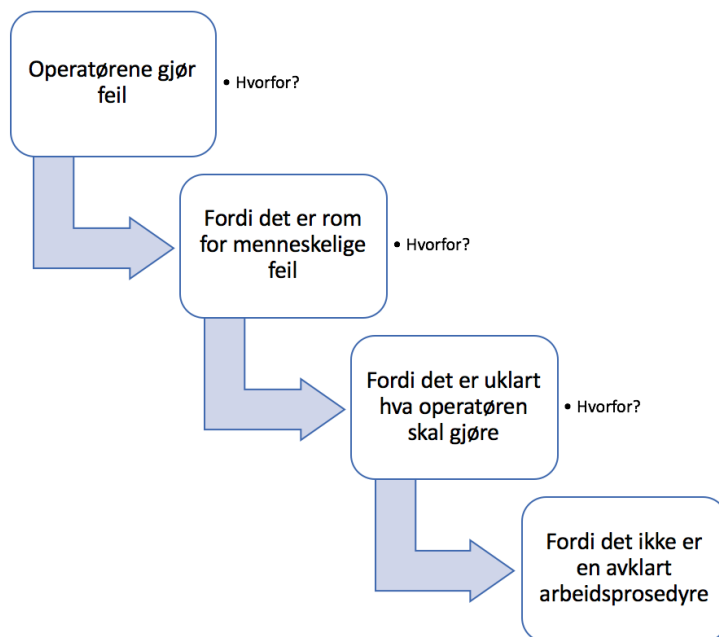 Operatørene gjør
feil
• Hvorfor?
Fordi det er rom
for menneskelige
feil
• Hvorfor?
Fordi det er uklart
hva operatøren
skal gjøre
• Hvorfor?
Fordi det ikke er
en avklart
arbeidsprosedyre